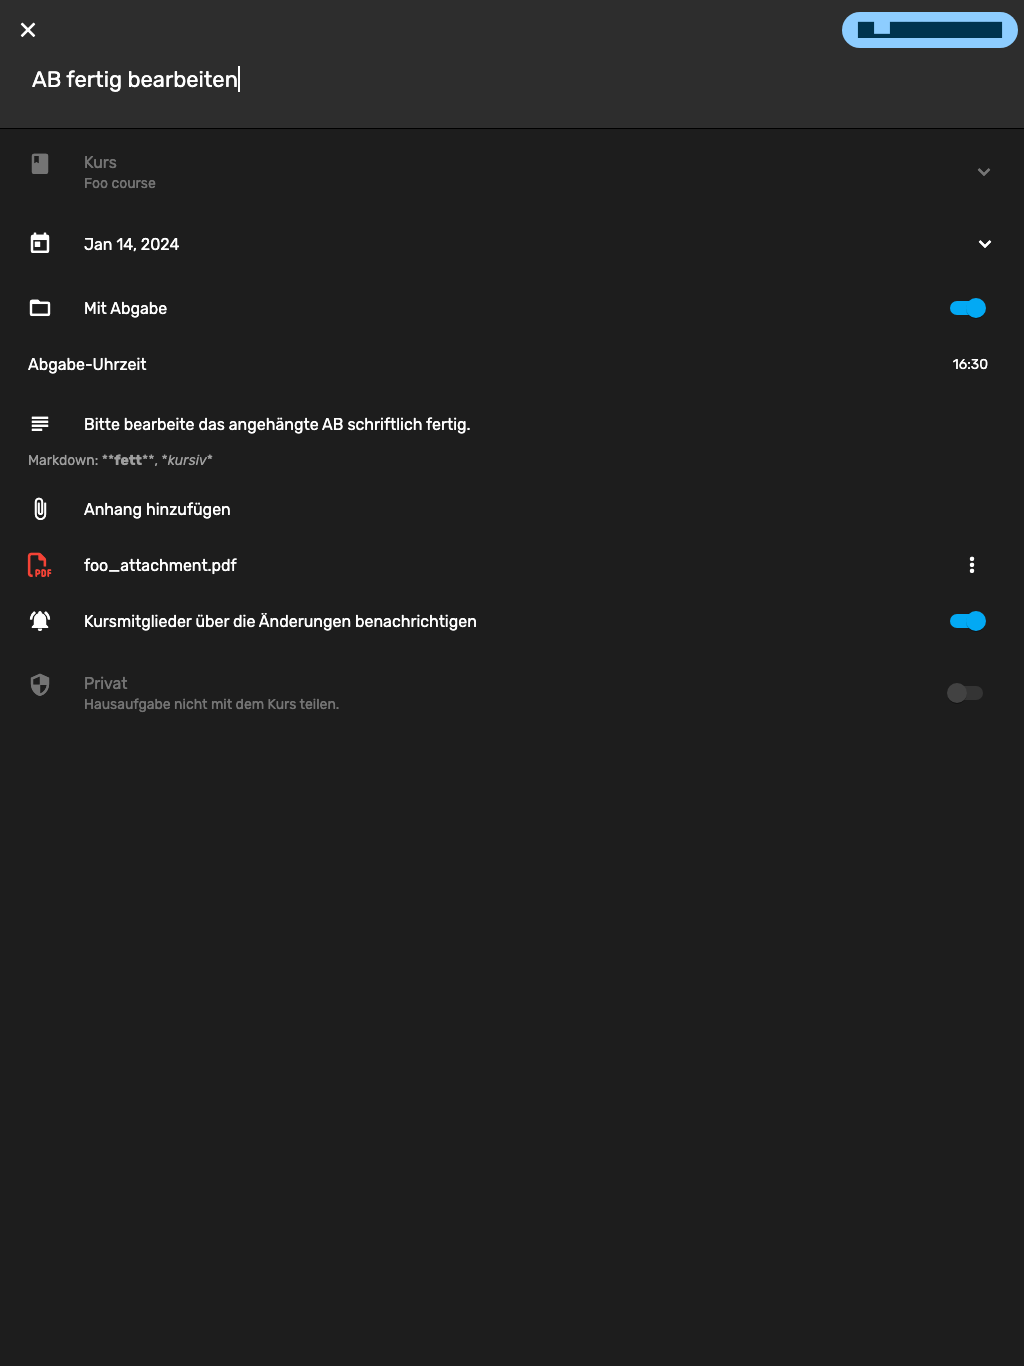 AB fertig bearbeiten
Kurs
Foo course
Jan 14, 2024
Mit Abgabe
Abgabe-Uhrzeit
16:30
Bitte bearbeite das angehängte AB schriftlich fertig.
Markdown: **fett**, *kursiv*
Anhang hinzufügen
PDF
foo_attachment.pdf
Kursmitglieder über die Änderungen benachrichtigen
Privat
Hausaufgabe nicht mit dem Kurs teilen.